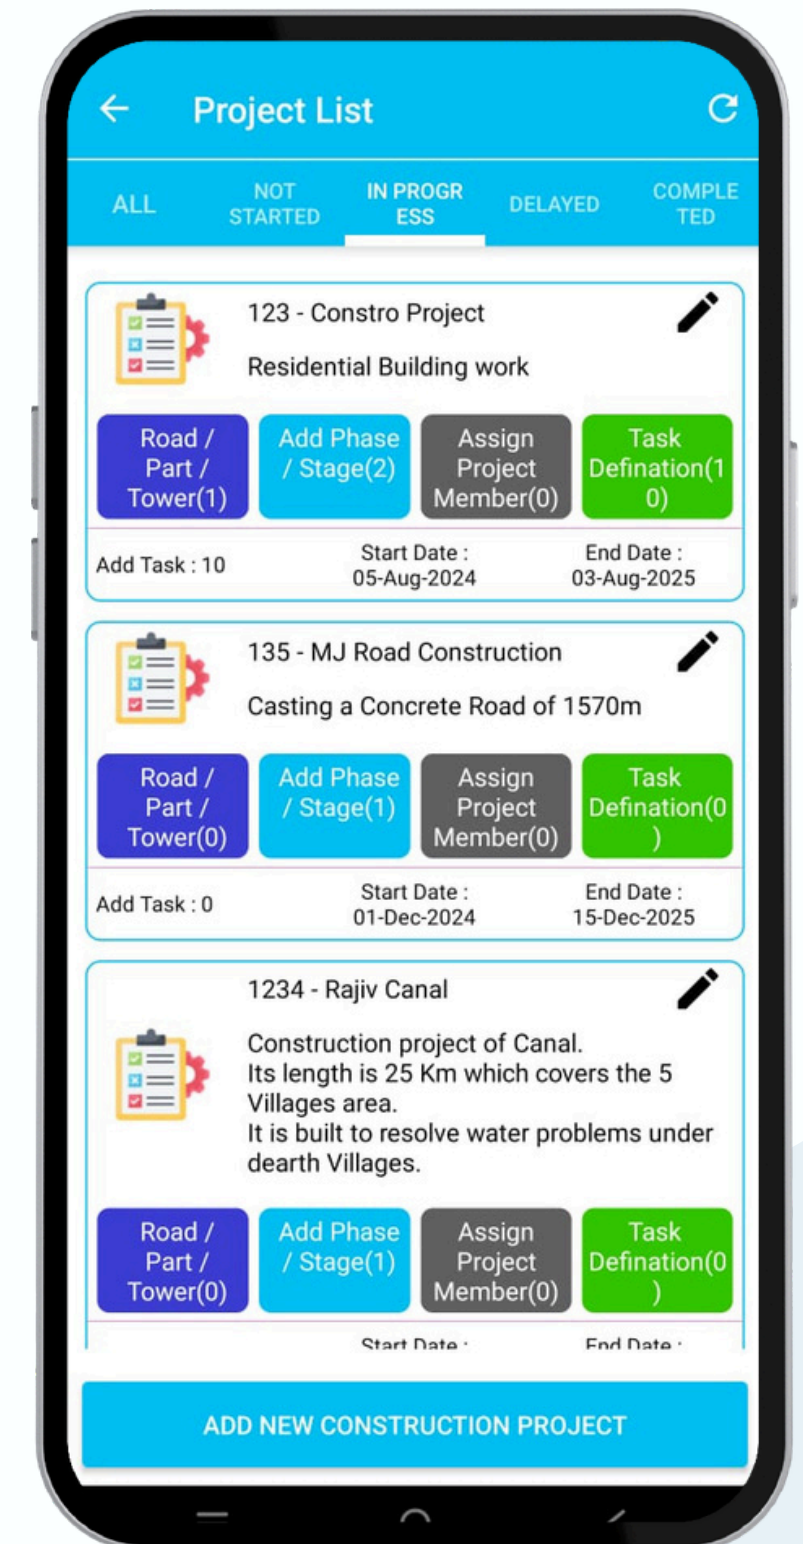 Project List
ALL
NOT
STARTED
IN PROGR
ESS
DELAYED
COMPLE
TED
123 - Constro Project
Residential Building work
Road /
Part /
Tower(1)
Add Phase
/ Stage(2)
Assign
Project
Member(0)
Task
Defination(1
0)
Add Task : 10
Start Date :
05-Aug-2024
End Date :
03-Aug-2025
135 - MJ Road Construction
Casting a Concrete Road of 1570m
Road /
Part /
Tower(0)
Add Phase
/ Stage(1)
Assign
Project
Member(0)
Task
Defination(0
)
Add Task : 0
Start Date :
01-Dec-2024
End Date :
15-Dec-2025
1234 - Rajiv Canal
Construction project of Canal.
Its length is 25 Km which covers the 5
Villages area.
It is built to resolve water problems under
dearth Villages.
Road /
Part /
Tower(0)
Add Phase
/ Stage(1)
Assign
Project
Member(0)
Task
Defination(0
)
Start Date :
End Date :
ADD NEW CONSTRUCTION PROJECT